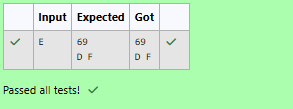 Input Expected Got
E 69 69
D F D F
Passed all tests!